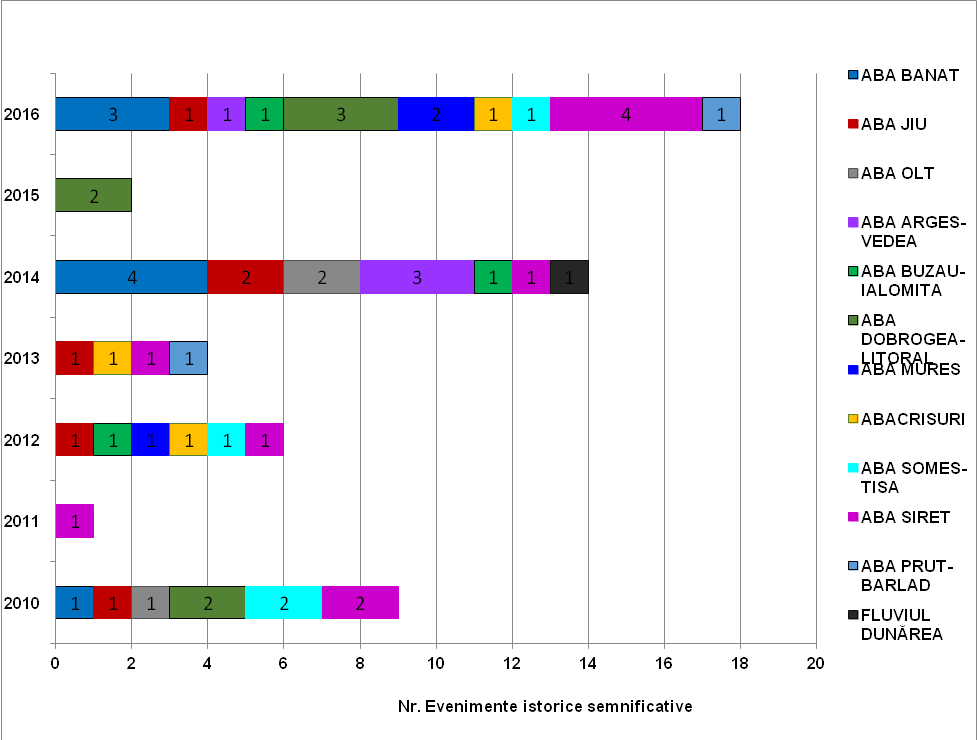 2016
3 1 1 1 3 2 1 1 4 1
2015
2
2014
4 2 2 3 1 1 1
2013
1 1 1 1
2012
1 1 1 1 1 1
2011
1
2010
1 1 1 2 2 2
0 2 4 6 8 10 12 14 16 18 20
Nr. Evenimente istorice semnificative
ABA BANAT
ABA JIU
ABA OLT
ABA ARGES-
VEDEA
ABA BUZAU-
IALOMITA
ABA
DOBROGEA-
LITORAL
ABA MURES
ABACRISURI
ABA SOMES-
TISA
ABA SIRET
ABA PRUT-
BARLAD
FLUVIUL
DUNĂREA